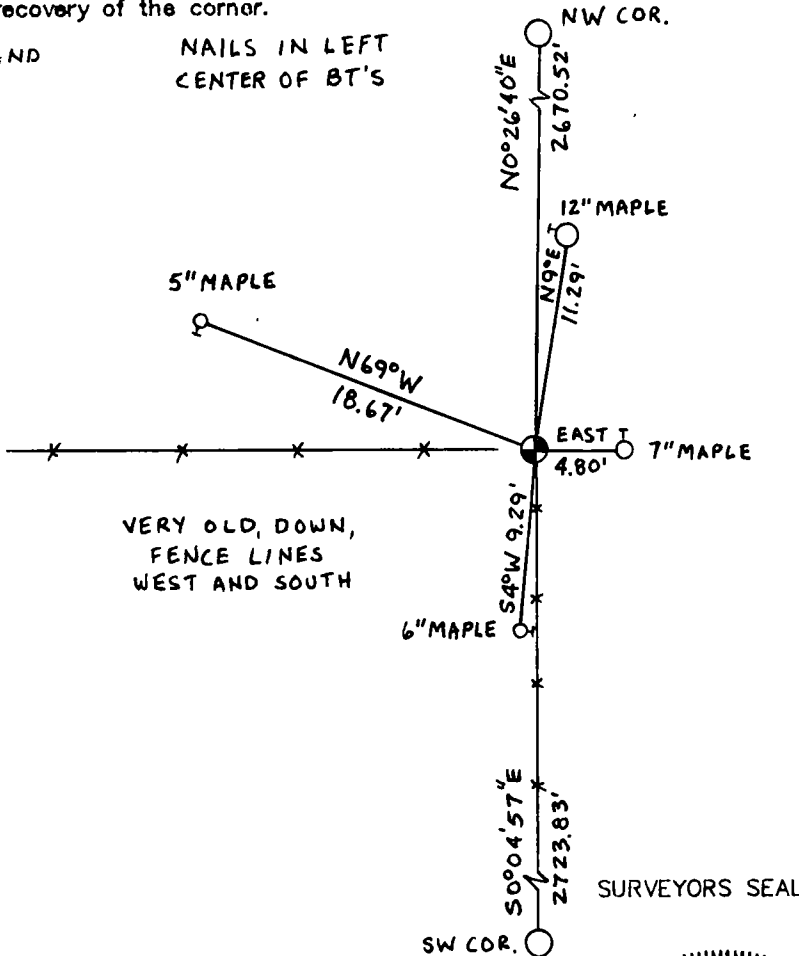 recovery of the corner.
NAILS IN LEFT
CENTER OF BT'S
NW COR.
N0°26'40"E
2670.52'
12" MAPLE
N9°E
11.29'
5" MAPLE
N69°W
18.67'
EAST
4.80'
7" MAPLE
VERY OLD, DOWN,
FENCE LINES
WEST AND SOUTH
S4°W 9.29'
6" MAPLE
S0°04'57"E
2723.83'
SURVEYORS SEAL
SW COR.